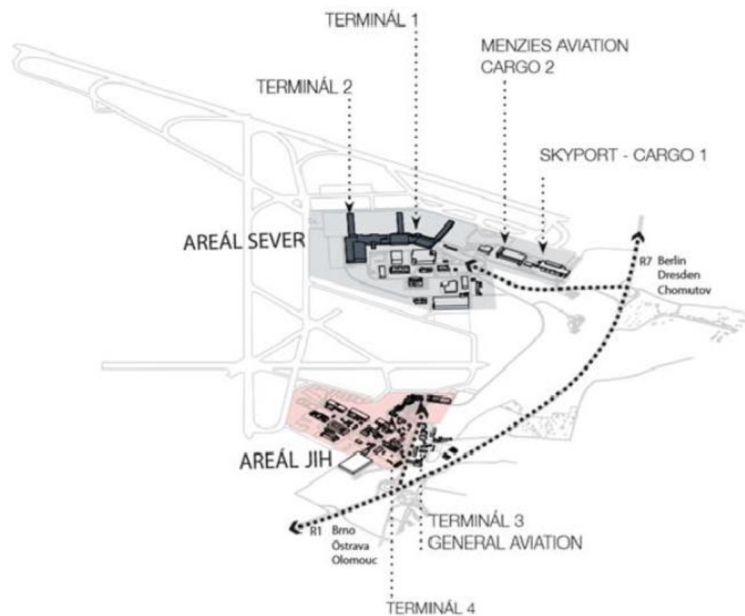 TERMINÁL 1
MENZIES AVIATION
CARGO 2
TERMINÁL 2
SKYPORT - CARGO 1
AREÁL SEVER
R7 Berlin
Dresden
Chomutov
AREÁL JIH
R1 Brno
Östrava
Olomouc
TERMINÁL 3
GENERAL AVIATION
TERMINÁL 4